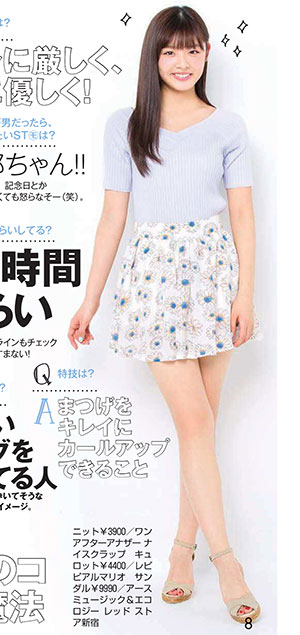 は?
に厳しく、
優しく!
男だったら、
たいST㋲は?
ちゃん!!
記念日とか
くても怒らなそー(笑)。
らいしてる?
時間
らい
ラインもチェック
すまない!
は?
Q 特技は?
A まつげを
キレイに
カールアップ
できること
い
グを
てる人
いてそうな
イメージ。
のコ
魔法
ニット¥3900/ワン
アフターアナザー ナ
イスクラップ キュ
ロット¥4400/レピ
ピアルマリオ サン
ダル¥9990/アース
ミュージック&エコ
ロジー レッド スト
ア新宿
8